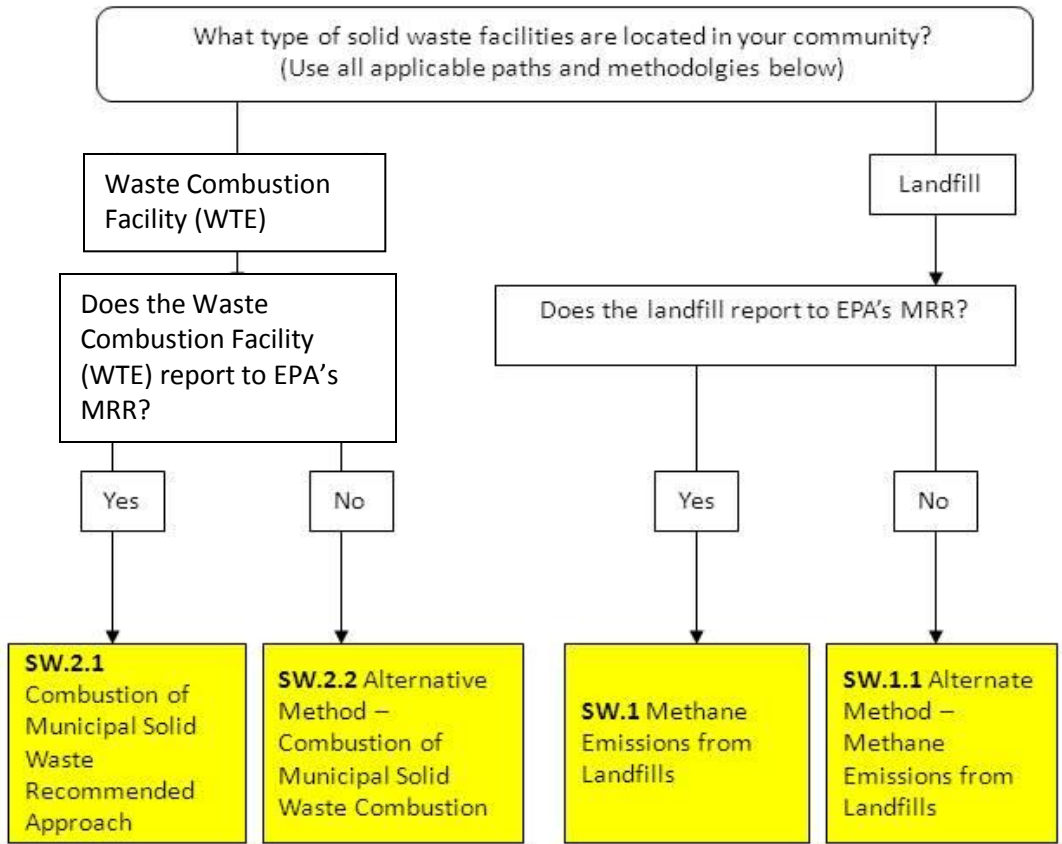 What type of solid waste facilities are located in your community?
(Use all applicable paths and methodolgies below)
Waste Combustion
Facility (WTE)
Landfill
Does the Waste
Combustion Facility
(WTE) report to EPA’s
MRR?
Does the landfill report to EPA’s MRR?
Yes
No
Yes
No
SW.2.1
Combustion of
Municipal Solid
Waste
Recommended
Approach
SW.2.2 Alternative
Method –
Combustion of
Municipal Solid
Waste Combustion
SW.1 Methane
Emissions from
Landfills
SW.1.1 Alternate
Method –
Methane
Emissions from
Landfills